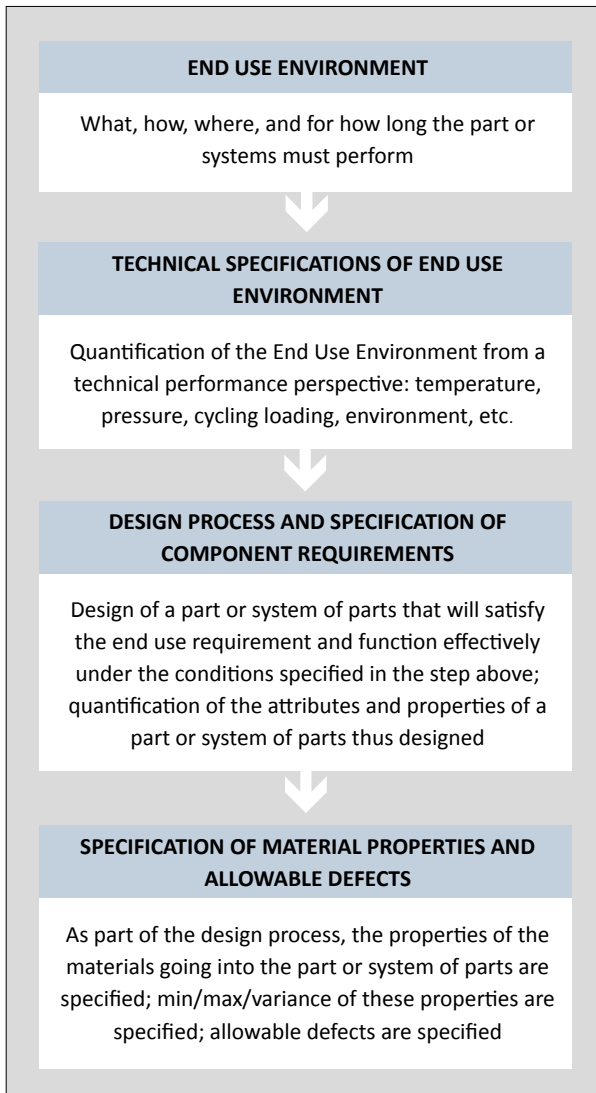 END USE ENVIRONMENT
What, how, where, and for how long the part or
systems must perform
TECHNICAL SPECIFICATIONS OF END USE
ENVIRONMENT
Quantification of the End Use Environment from a
technical performance perspective: temperature,
pressure, cycling loading, environment, etc.
DESIGN PROCESS AND SPECIFICATION OF
COMPONENT REQUIREMENTS
Design of a part or system of parts that will satisfy
the end use requirement and function effectively
under the conditions specified in the step above;
quantification of the attributes and properties of a
part or system of parts thus designed
SPECIFICATION OF MATERIAL PROPERTIES AND
ALLOWABLE DEFECTS
As part of the design process, the properties of the
materials going into the part or system of parts are
specified; min/max/variance of these properties are
specified; allowable defects are specified